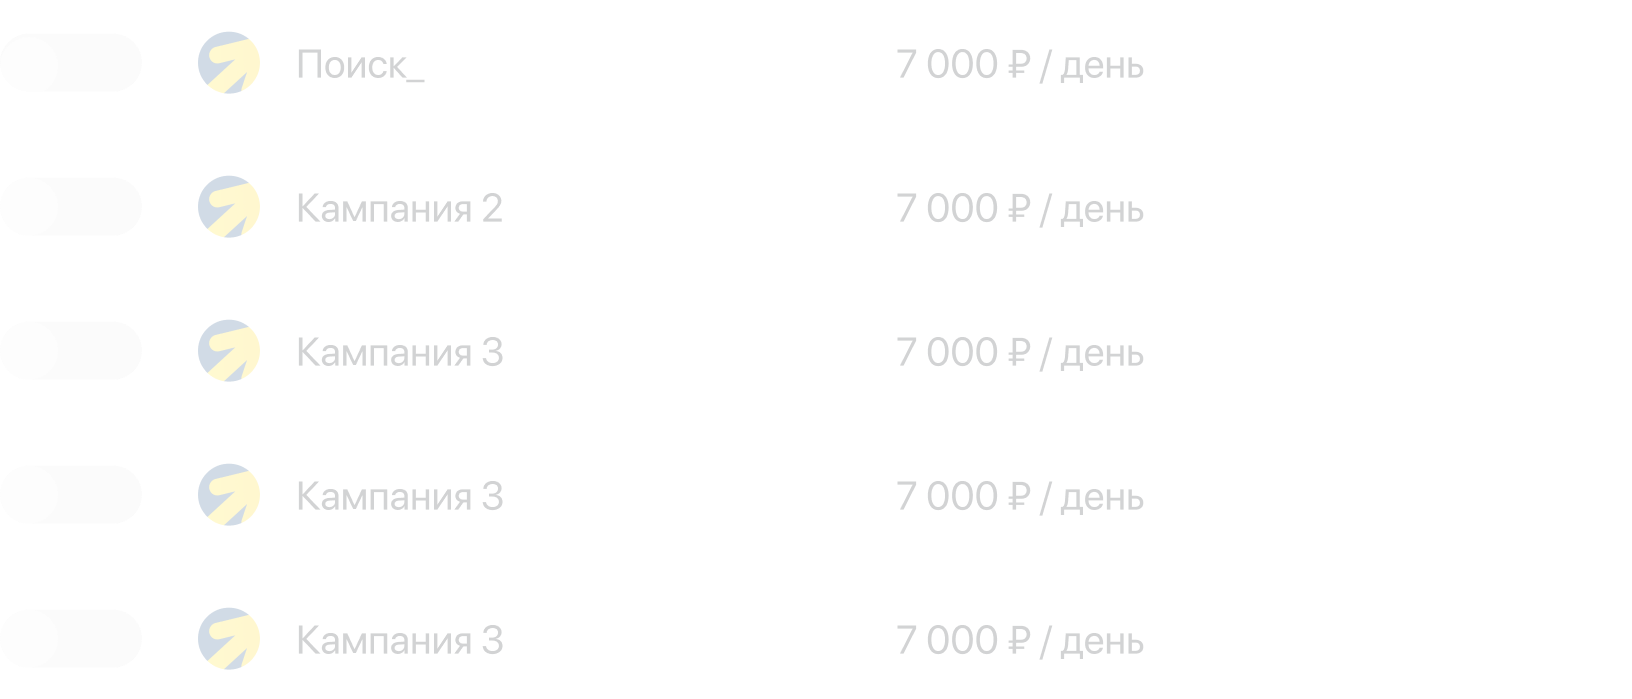 Поиск_ 7 000 ₽ / день
Кампания 2 7 000 ₽ / день
Кампания 3 7 000 ₽ / день
Кампания 3 7 000 ₽ / день
Кампания 3 7 000 ₽ / день